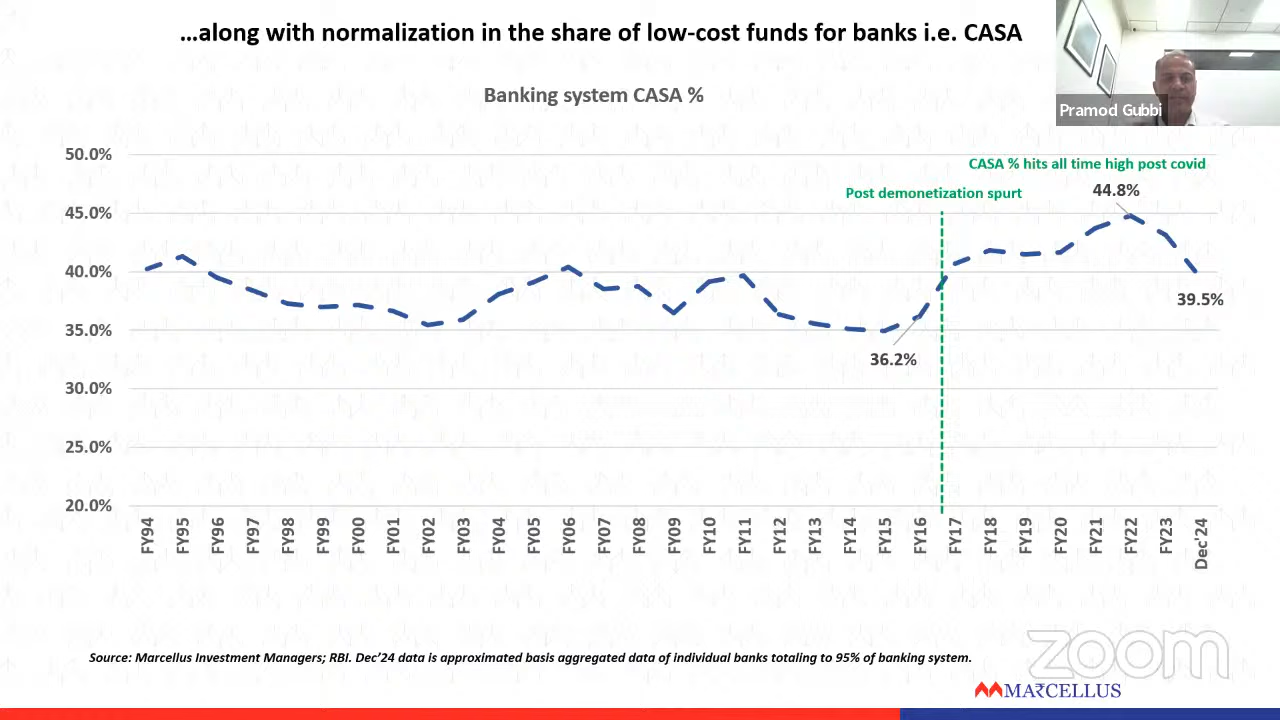 …along with normalization in the share of low-cost funds for banks i.e. CASA
Pramod Gubbi
Banking system CASA %
50.0%
45.0%
40.0%
35.0%
30.0%
25.0%
20.0%
CASA % hits all time high post covid
Post demonetization spurt
44.8%
39.5%
36.2%
FY94 FY95 FY96 FY97 FY98 FY99 FY00 FY01 FY02 FY03 FY04 FY05 FY06 FY07 FY08 FY09 FY10 FY11 FY12 FY13 FY14 FY15 FY16 FY17 FY18 FY19 FY20 FY21 FY22 FY23 Dec'24
Source: Marcellus Investment Managers; RBI. Dec’24 data is approximated basis aggregated data of individual banks totaling to 95% of banking system.
zoom
MARCELLUS